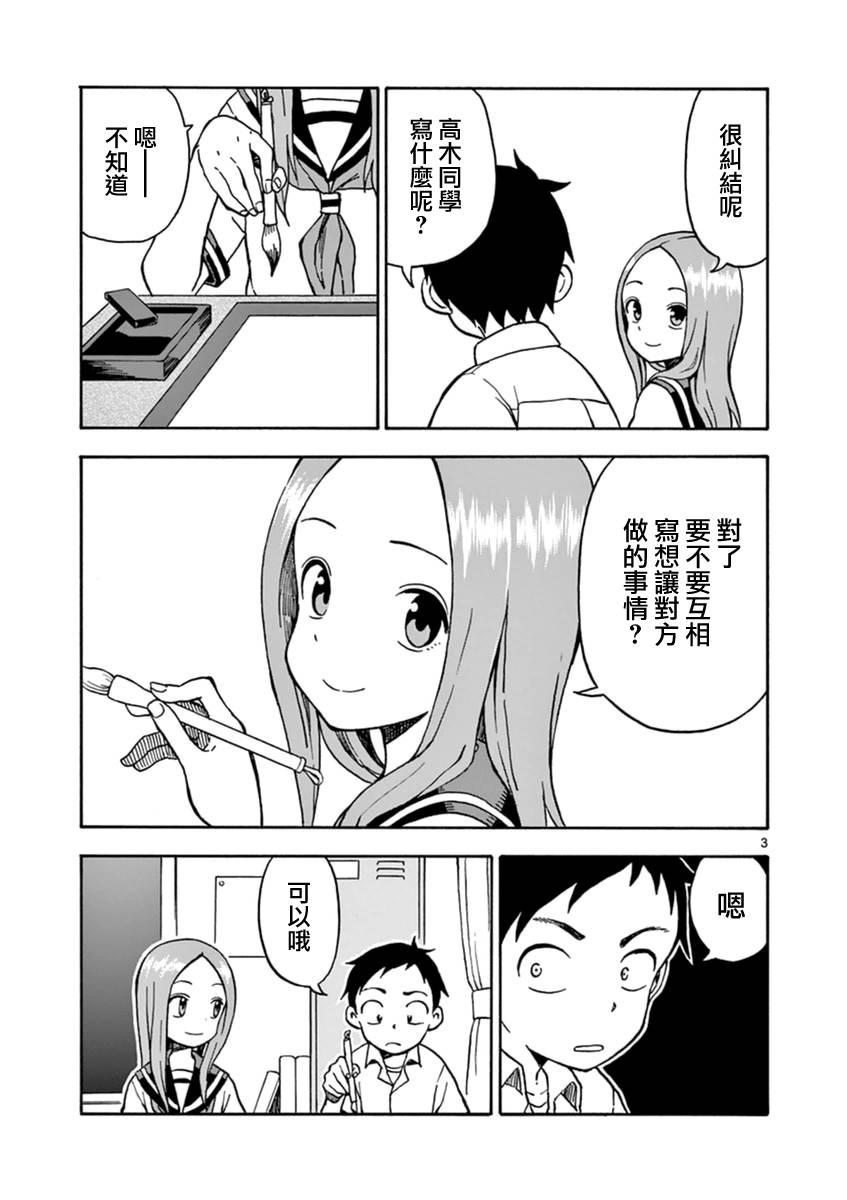 很糾結呢
高木同學
寫什麼呢?
嗯——
不知道
對了
要不要互相
寫想讓對方
做的事情?
3
嗯
可以哦